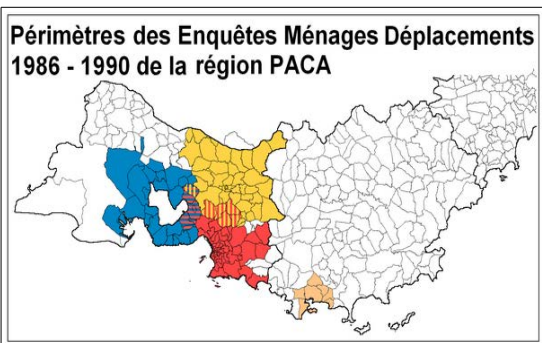 Périmètres des Enquêtes Ménages Déplacements
1986 - 1990 de la région PACA